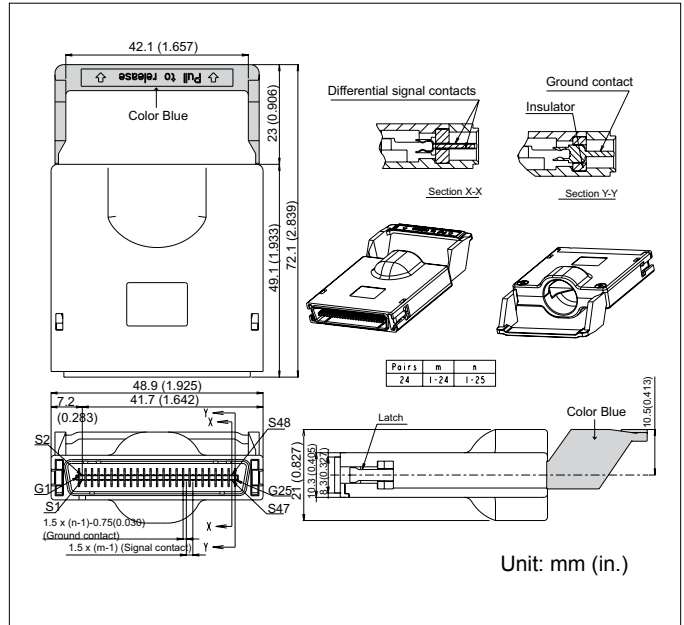 42.1 (1.657)
Pull to release
Color Blue
23 (0.906)
49.1 (1.933)
72.1 (2.839)
Differential signal contacts
Ground contact
Insulator
Section X-X
Section Y-Y
Pairs m n
24 1-24 1-25
48.9 (1.925)
7.2
(0.283)
41.7 (1.642)
Y
X
S2
S48
G1
G25
S1
S47
X
Y
1.5 x (n-1)-0.75(0.030)
(Ground contact)
1.5 x (m-1) (Signal contact)
21 (0.827)
10.3 (0.405)
8.3(0.327)
Latch
Color Blue
10.5(0.413)
Unit: mm (in.)